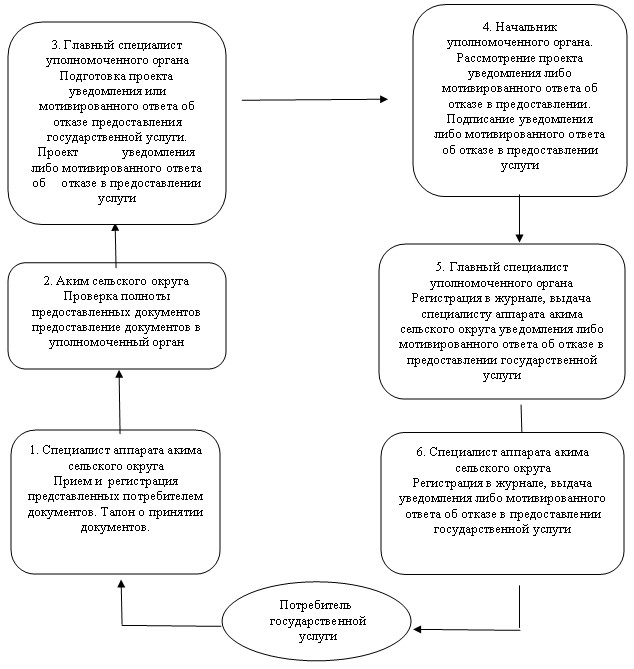 3. Главный специалист
уполномоченного органа
Подготовка проекта
уведомления или
мотивированного ответа об
отказе предоставления
государственной услуги.
Проект уведомления
либо мотивированного ответа
об отказе в предоставлении
услуги
4. Начальник
уполномоченного органа.
Рассмотрение проекта
уведомления либо
мотивированного ответа об
отказе в предоставлении.
Подписание уведомления
либо мотивированного ответа
об отказе в предоставлении
услуги
2. Аким сельского округа
Проверка полноты
предоставленных документов
предоставление документов в
уполномоченный орган
5. Главный специалист
уполномоченного органа
Регистрация в журнале, выдача
специалисту аппарата акима
сельского округа уведомления либо
мотивированного ответа об отказе в
предоставлении государственной
услуги
1. Специалист аппарата акима
сельского округа
Прием и регистрация
представленных потребителем
документов. Талон о принятии
документов.
6. Специалист аппарата акима
сельского округа
Регистрация в журнале, выдача
уведомления либо мотивированного
ответа об отказе в предоставлении
государственной услуги
Потребитель
государственной
услуги